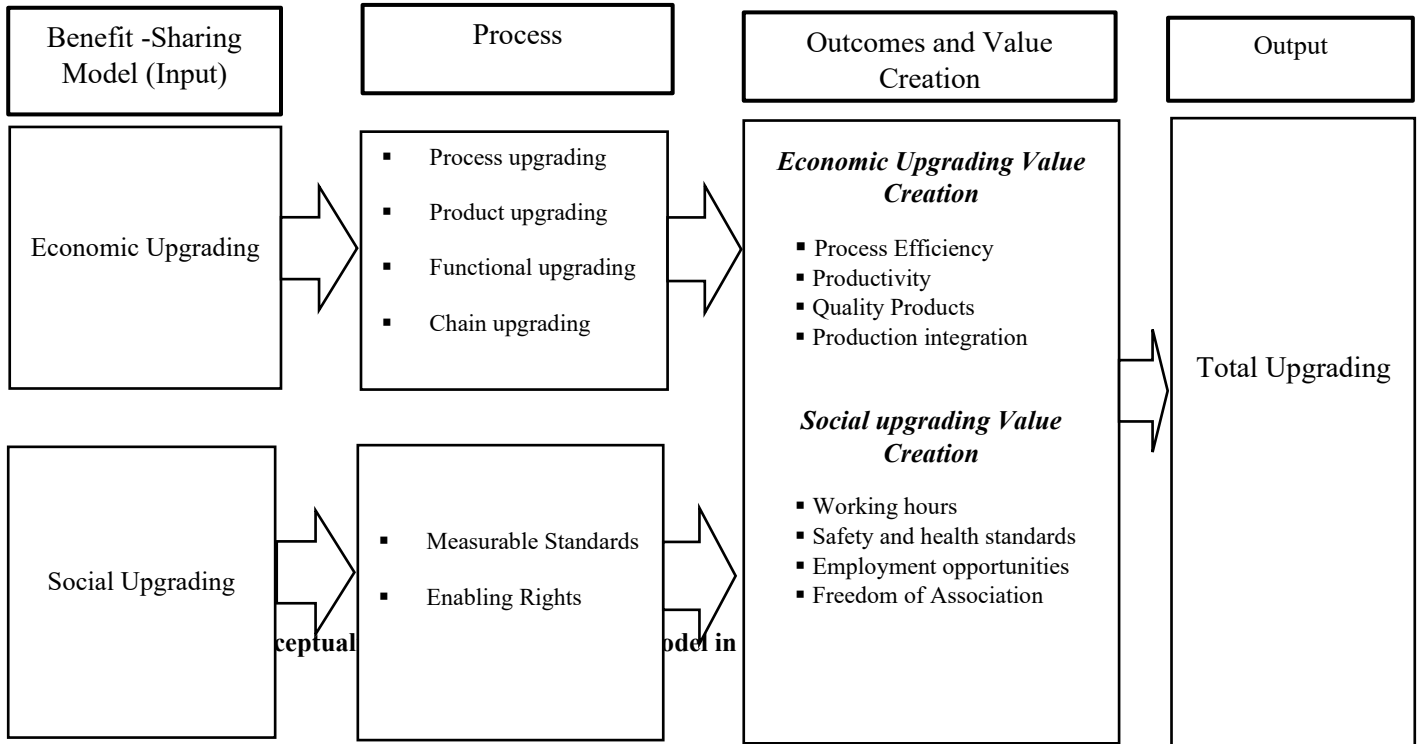 Benefit -Sharing
Model (Input)
Process
Outcomes and Value
Creation
Output
Economic Upgrading
▪ Process upgrading
▪ Product upgrading
▪ Functional upgrading
▪ Chain upgrading
Economic Upgrading Value
Creation
▪ Process Efficiency
▪ Productivity
▪ Quality Products
▪ Production integration
Social upgrading Value
Creation
▪ Working hours
▪ Safety and health standards
▪ Employment opportunities
▪ Freedom of Association
Total Upgrading
Social Upgrading
▪ Measurable Standards
▪ Enabling Rights
ceptual odel in